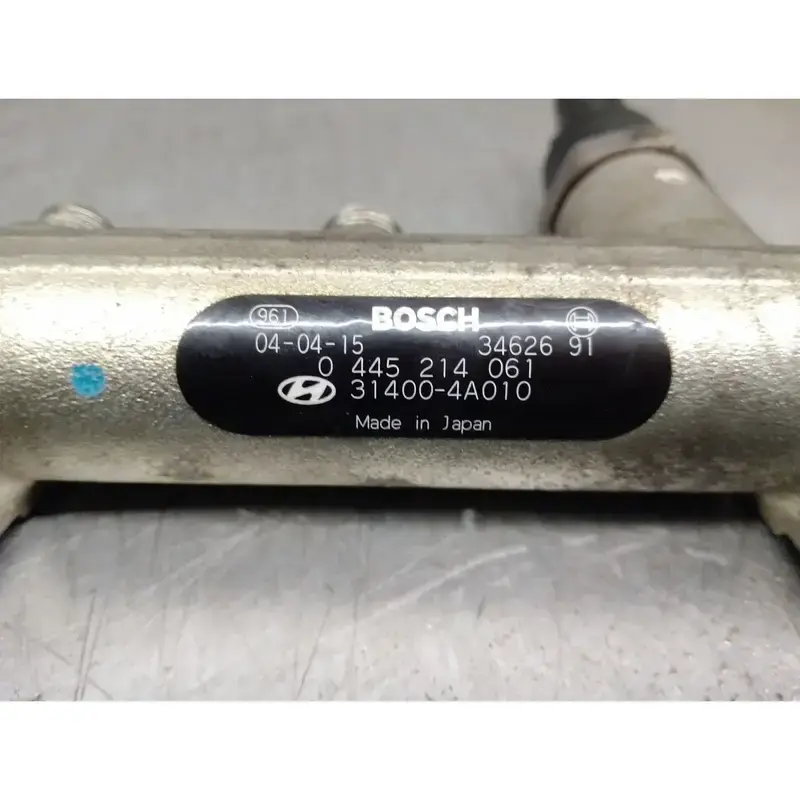 961 BOSCH
04-04-15 34626 91
0 445 214 061
31400-4A010
Made in Japan